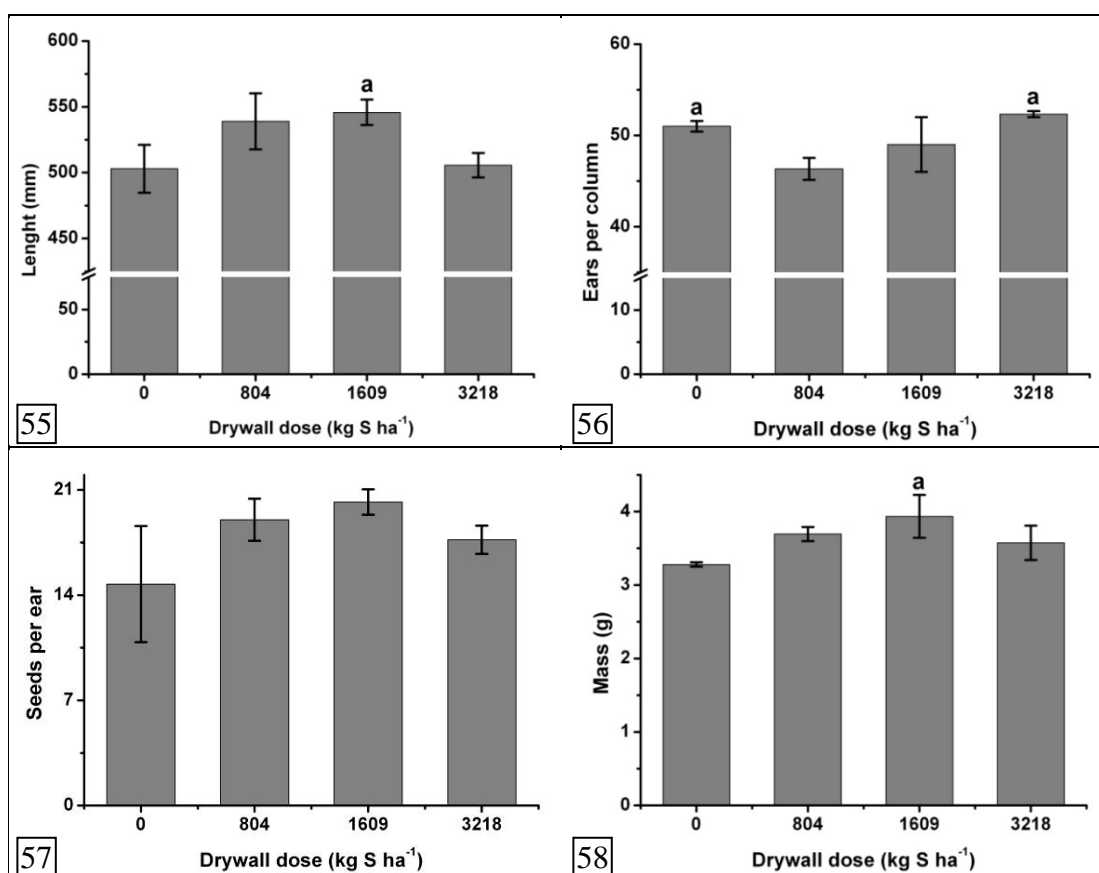 600
550
500
450
50
0
Lenght (mm)
a
0 804 1609 3218
Drywall dose (kg S ha⁻¹)
55
60
50
40
10
0
Ears per column
a a
0 804 1609 3218
Drywall dose (kg S ha⁻¹)
56
21
14
7
0
Seeds per ear
0 804 1609 3218
Drywall dose (kg S ha⁻¹)
57
4
3
2
1
0
Mass (g)
a
0 804 1609 3218
Drywall dose (kg S ha⁻¹)
58